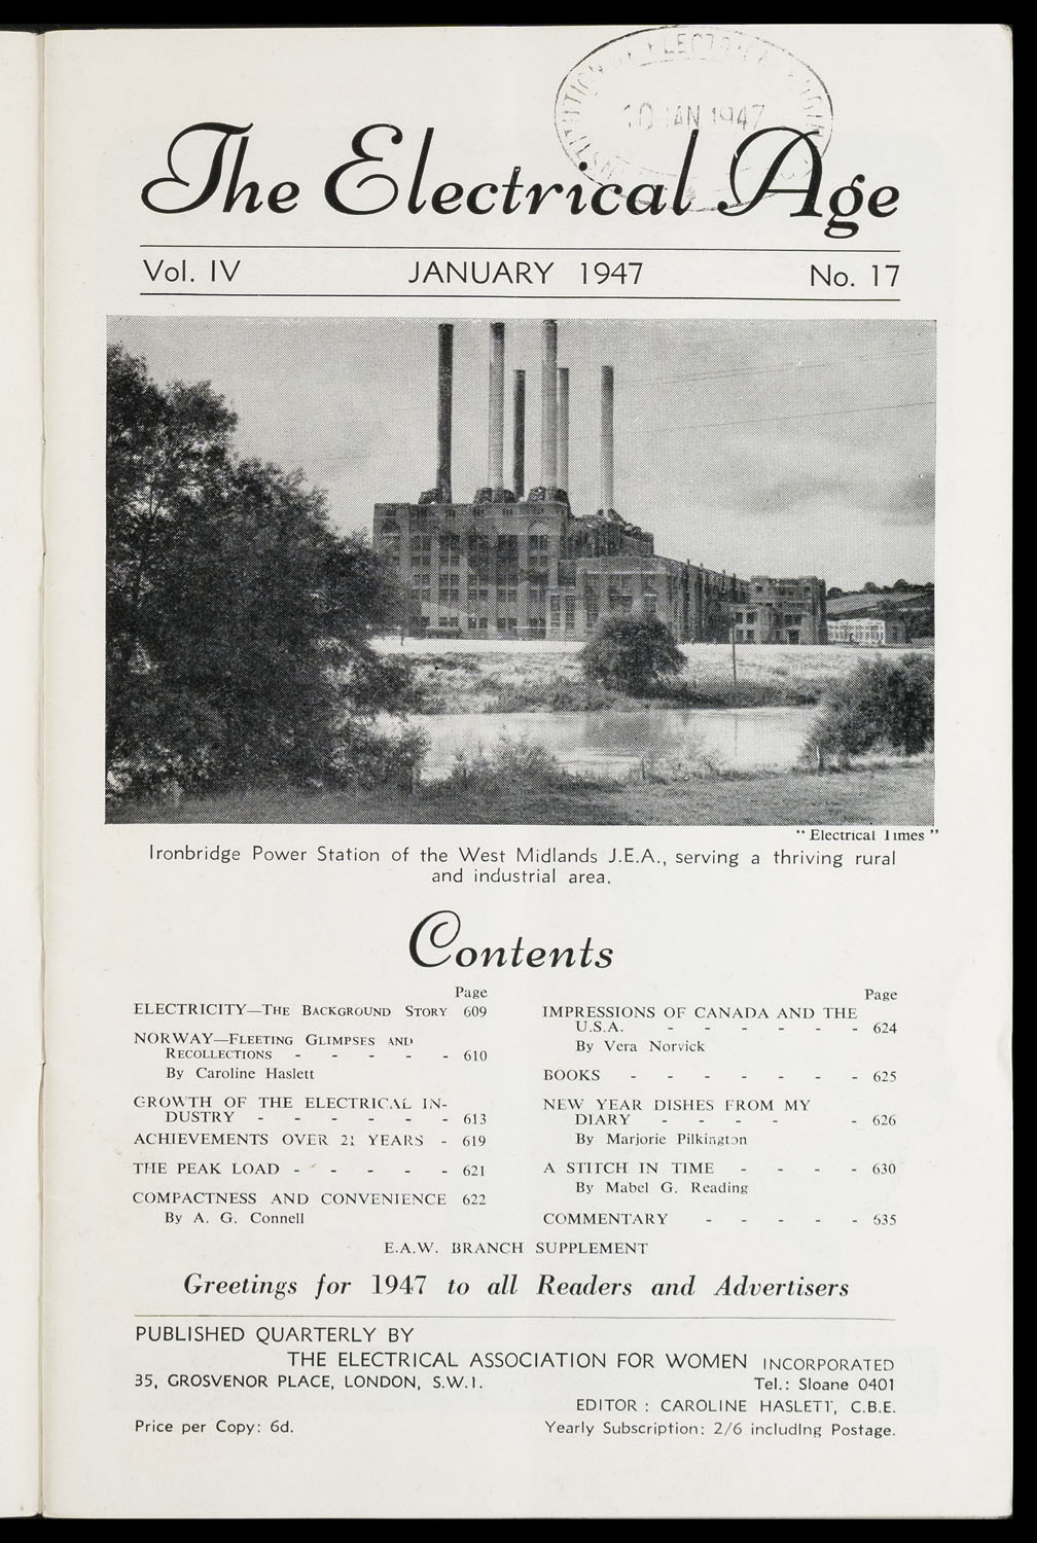 10 JAN 1947
The Electrical Age
Vol. IV JANUARY 1947 No. 17
" Electrical Times "
Ironbridge Power Station of the West Midlands J.E.A., serving a thriving rural
and industrial area.
Contents
Page
ELECTRICITY—The Background Story 609
NORWAY—Fleeting Glimpses and
Recollections - - - - - 610
By Caroline Haslett
GROWTH OF THE ELECTRICAL IN-
DUSTRY - - - - - - 613
ACHIEVEMENTS OVER 21 YEARS - 619
THE PEAK LOAD - - - - - 621
COMPACTNESS AND CONVENIENCE 622
By A. G. Connell
Page
IMPRESSIONS OF CANADA AND THE
U.S.A. - - - - - - 624
By Vera Norvick
BOOKS - - - - - - - 625
NEW YEAR DISHES FROM MY
DIARY - - - - - 626
By Marjorie Pilkington
A STITCH IN TIME - - - - 630
By Mabel G. Reading
COMMENTARY - - - - - 635
E.A.W. BRANCH SUPPLEMENT
Greetings for 1947 to all Readers and Advertisers
PUBLISHED QUARTERLY BY
THE ELECTRICAL ASSOCIATION FOR WOMEN INCORPORATED
35, GROSVENOR PLACE, LONDON, S.W.1. Tel.: Sloane 0401
EDITOR : CAROLINE HASLETT, C.B.E.
Price per Copy: 6d. Yearly Subscription: 2/6 including Postage.